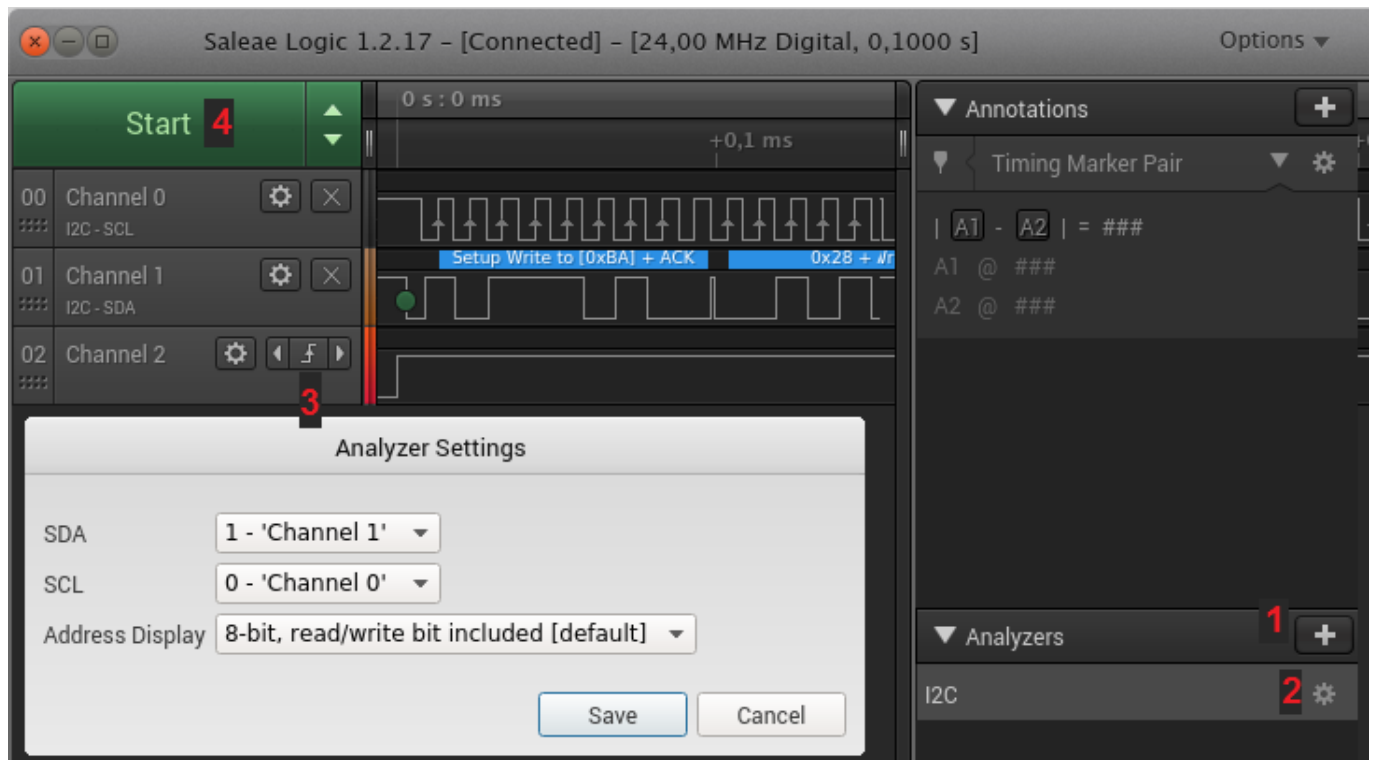 Saleae Logic 1.2.17 – [Connected] – [24,00 MHz Digital, 0,1000 s]
Options
Start 4
0 s : 0 ms
+0,1 ms
00 Channel 0
I2C - SCL
Setup Write to [0xBA] + ACK
0x28 +
01 Channel 1
I2C - SDA
02 Channel 2
3
Annotations
Timing Marker Pair
| A1 - A2 | = ###
A1 @ ###
A2 @ ###
Analyzer Settings
SDA 1 - 'Channel 1'
SCL 0 - 'Channel 0'
Address Display 8-bit, read/write bit included [default]
Save Cancel
Analyzers 1
I2C 2